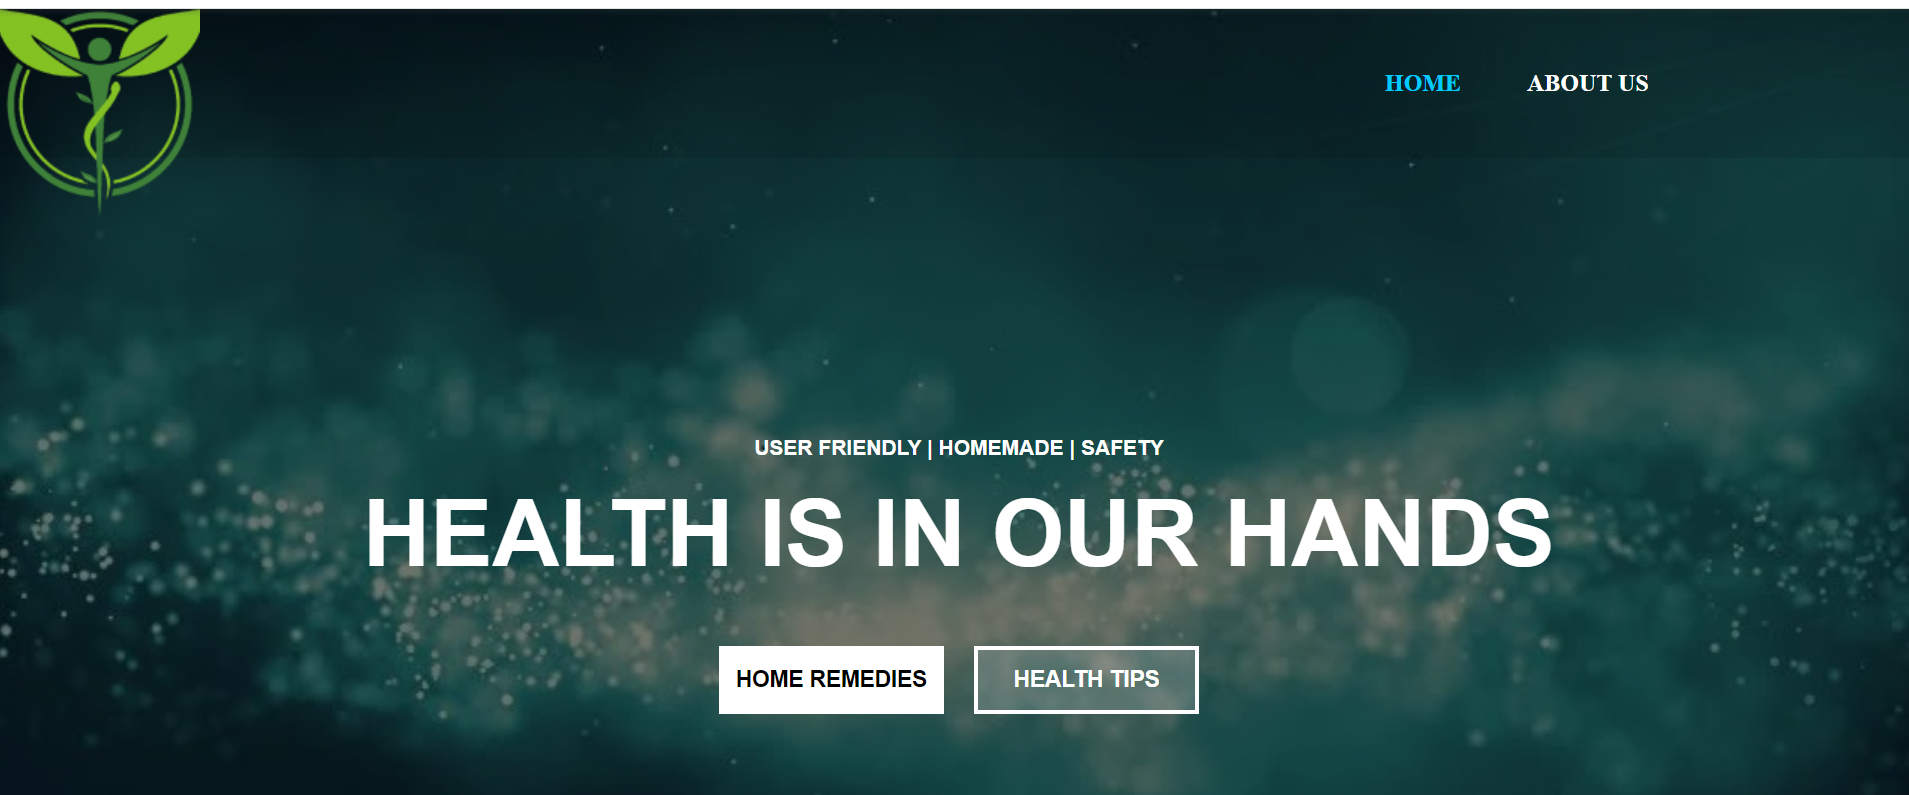 HOME ABOUT US
USER FRIENDLY | HOMEMADE | SAFETY
HEALTH IS IN OUR HANDS
HOME REMEDIES HEALTH TIPS